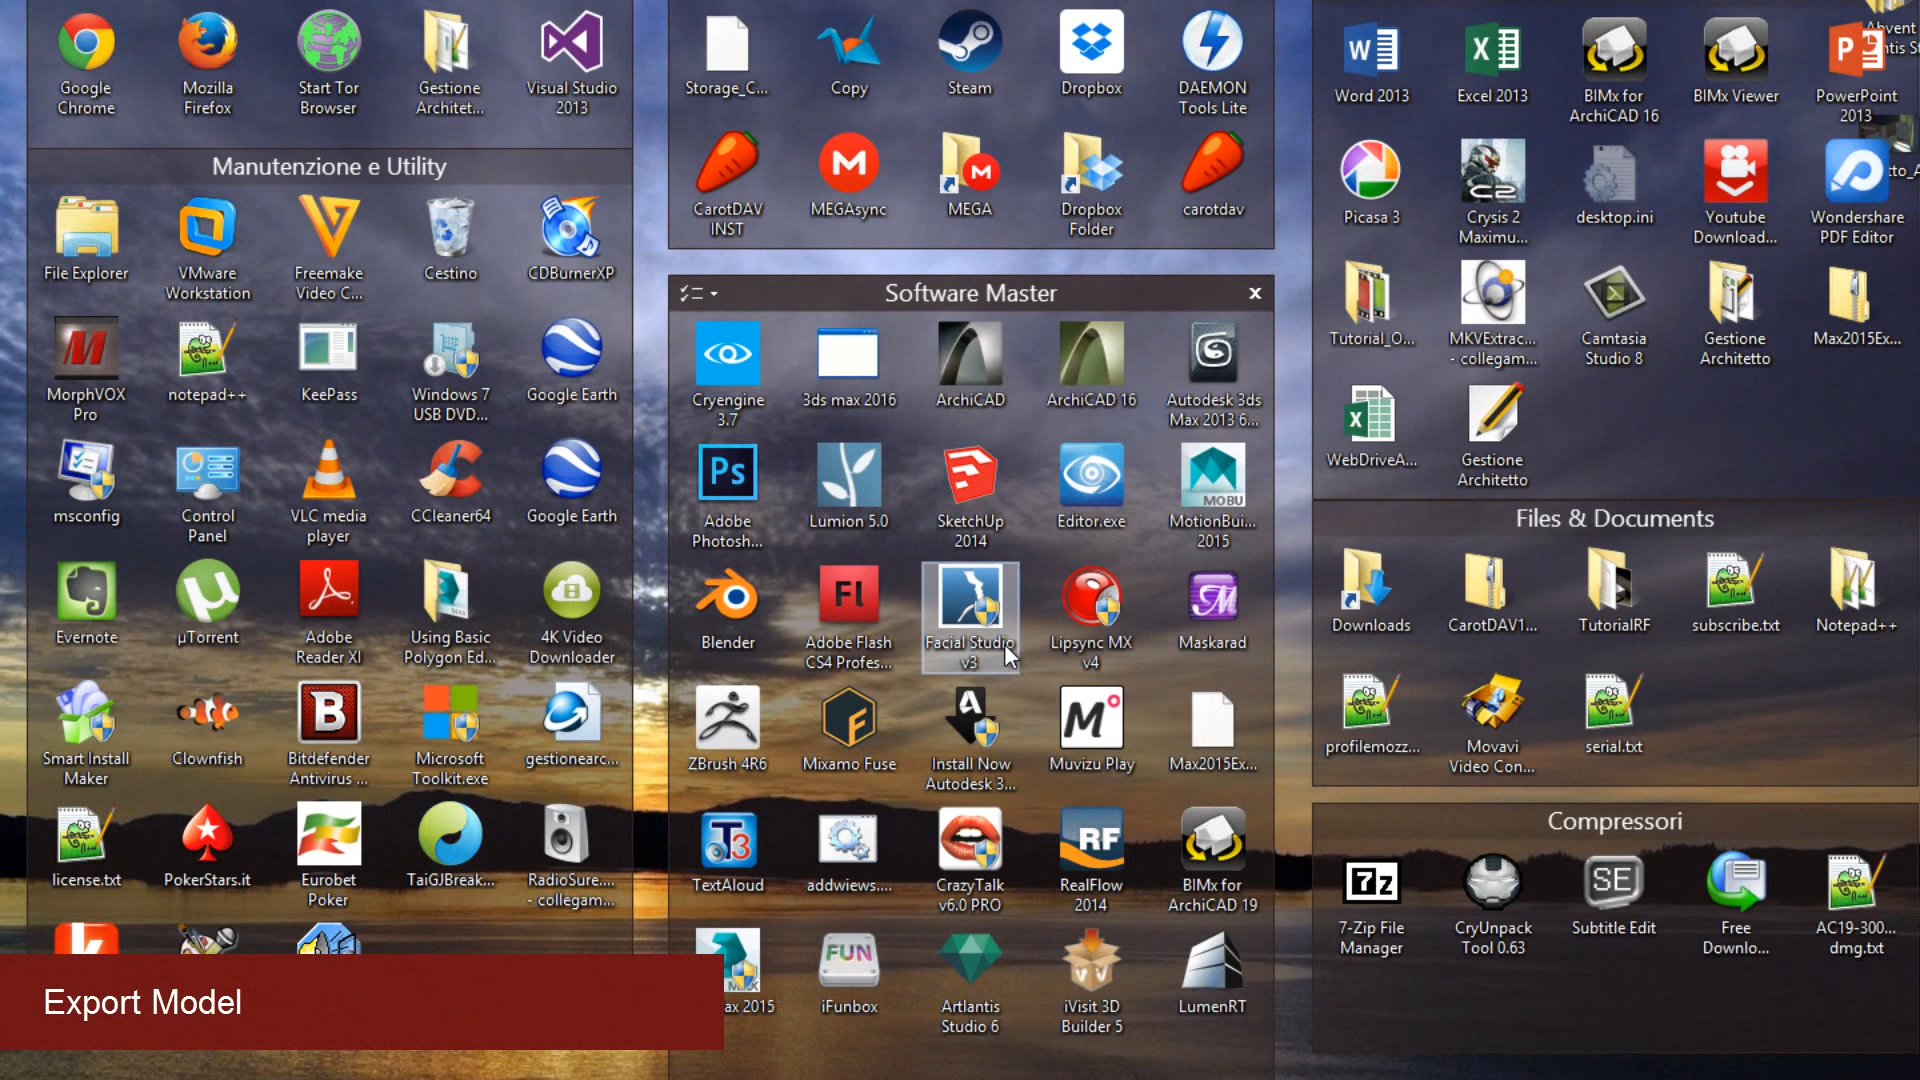 Google
Chrome
Mozilla
Firefox
Start Tor
Browser
Gestione
Architet...
Visual Studio
2013
Manutenzione e Utility
File Explorer
VMware
Workstation
Freemake
Video C...
Cestino
CDBurnerXP
MorphVOX
Pro
notepad++
KeePass
Windows 7
USB DVD...
Google Earth
msconfig
Control
Panel
VLC media
player
CCleaner64
Google Earth
Evernote
µTorrent
Adobe
Reader XI
Using Basic
Polygon Ed...
4K Video
Downloader
Smart Install
Maker
Clownfish
Bitdefender
Antivirus ...
Microsoft
Toolkit.exe
gestionearc...
license.txt
PokerStars.it
Eurobet
Poker
TaiGJBreak...
RadioSure....
- collegam...
Export Model
Storage_C...
Copy
Steam
Dropbox
DAEMON
Tools Lite
CarotDAV
INST
MEGAsync
MEGA
Dropbox
Folder
carotdav
Software Master
x
Cryengine
3.7
3ds max 2016
ArchiCAD
ArchiCAD 16
Autodesk 3ds
Max 2013 6...
Ps
MOBU
Adobe
Photosh...
Lumion 5.0
SketchUp
2014
Editor.exe
MotionBui...
2015
Fl
Blender
Adobe Flash
CS4 Profes...
Facial Studio
v3
Lipsync MX
v4
Maskarad
ZBrush 4R6
Mixamo Fuse
Install Now
Autodesk 3...
Muvizu Play
Max2015Ex...
T3
RF
TextAloud
addwiews....
CrazyTalk
v6.0 PRO
RealFlow
2014
BIMx for
ArchiCAD 19
FUN
ax 2015
iFunbox
Artlantis
Studio 6
iVisit 3D
Builder 5
LumenRT
Word 2013
Excel 2013
BIMx for
ArchiCAD 16
BIMx Viewer
PowerPoint
2013
C2
Picasa 3
Crysis 2
Maximu...
desktop.ini
Youtube
Download...
Wondershare
PDF Editor
Tutorial_O...
MKVExtrac...
- collegam...
Camtasia
Studio 8
Gestione
Architetto
Max2015Ex...
WebDriveA...
Gestione
Architetto
Files & Documents
Downloads
CarotDAV1...
TutorialRF
subscribe.txt
Notepad++
profilemozz...
Movavi
Video Con...
serial.txt
Compressori
7z
SE
7-Zip File
Manager
CryUnpack
Tool 0.63
Subtitle Edit
Free
Downlo...
AC19-300...
dmg.txt